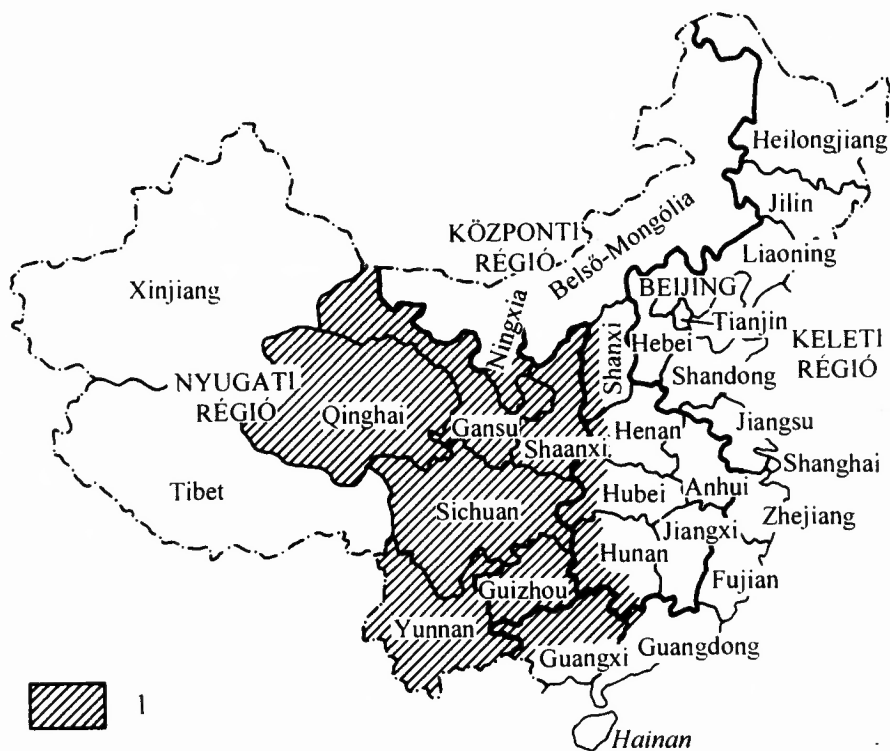 Heilongjiang
Jilin
KÖZPONTI
RÉGIÓ
Belső-Mongólia
Liaoning
Xinjiang
BEIJING
Ningxia
Tianjin
Hebei
Shanxi
KELETI
RÉGIÓ
NYUGATI
RÉGIÓ
Shandong
Qinghai
Gansu
Shaanxi
Henan
Jiangsu
Shanghai
Tibet
Sichuan
Hubei
Anhui
Zhejiang
Jiangxi
Hunan
Guizhou
Fujian
Yunnan
Guangxi
Guangdong
1
Hainan